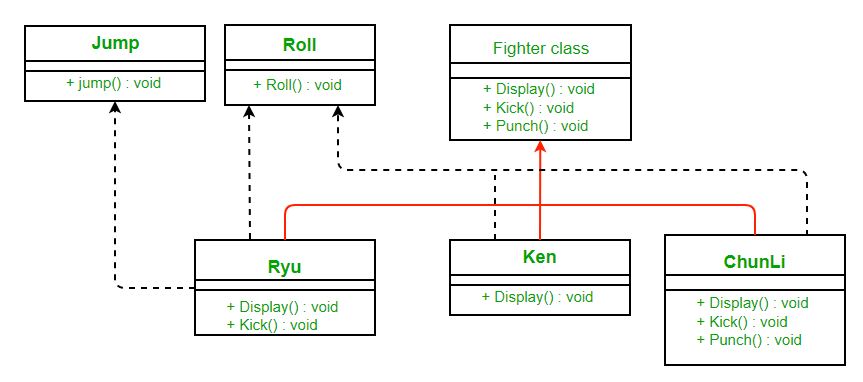 Jump
+ jump() : void
Roll
+ Roll() : void
Fighter class
+ Display() : void
+ Kick() : void
+ Punch() : void
Ryu
+ Display() : void
+ Kick() : void
Ken
+ Display() : void
ChunLi
+ Display() : void
+ Kick() : void
+ Punch() : void